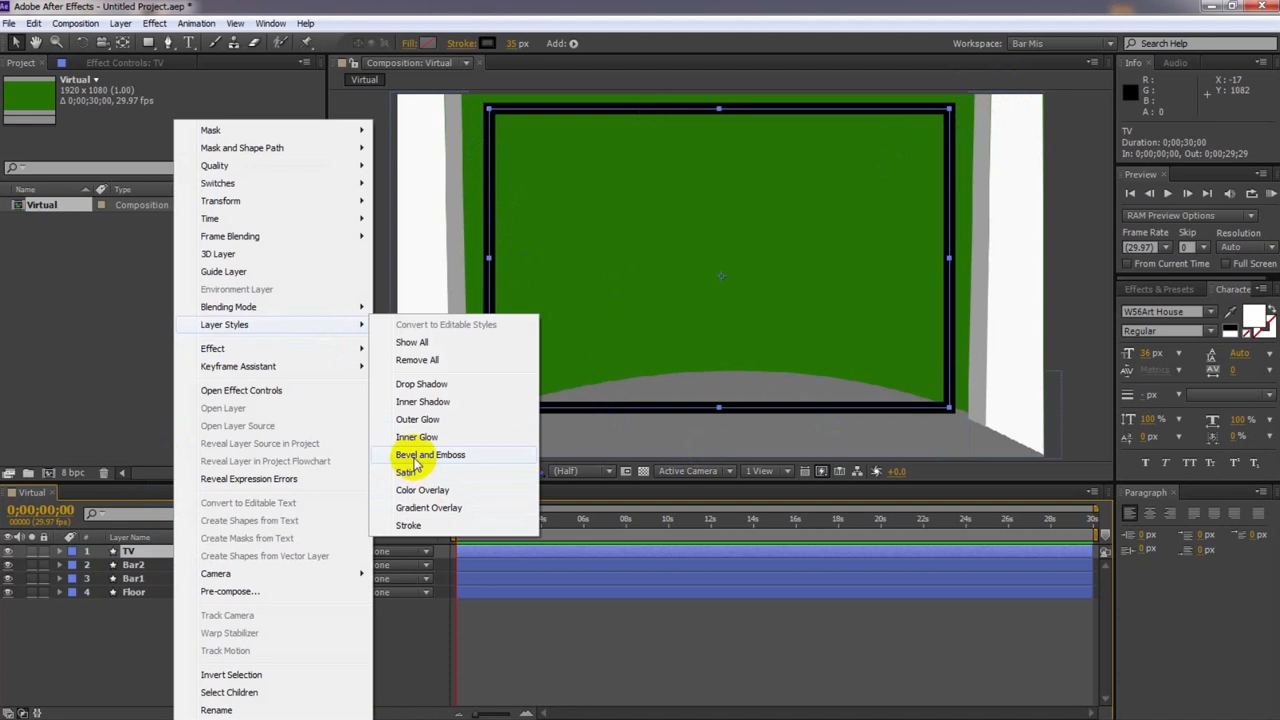 Adobe After Effects - Untitled Project.aep *
File Edit Composition Layer Effect Animation View Window Help
Fill: Stroke: 35 px Add: Workspace: Bar Mis Search Help
Project Effect Controls: TV Composition: Virtual Info Audio
Virtual
1920 x 1080 (1.00)
Δ 0;00;30;00, 29.97 fps
Virtual
R :
G :
B :
A : 0
X : -17
Y : 1082
TV
Duration: 0;00;30;00
In: 0;00;00;00, Out: 0;00;29;29
Preview
RAM Preview Options
Frame Rate Skip Resolution
(29.97) 0 Auto
From Current Time Full Screen
Effects & Presets Characte
W56Art House
Regular
36 px Auto
Metrics 0
px
100 % 100 %
0 px 0 %
T T TT Tt T¹ T₁
Paragraph
0 px 0 px 0 px
0 px 0 px
Name Type
Virtual Composition
Mask
Mask and Shape Path
Quality
Switches
Transform
Time
Frame Blending
3D Layer
Guide Layer
Environment Layer
Blending Mode
Layer Styles
Effect
Keyframe Assistant
Open Effect Controls
Open Layer
Open Layer Source
Reveal Layer Source in Project
Reveal Layer in Project Flowchart
Reveal Expression Errors
Convert to Editable Text
Create Shapes from Text
Create Masks from Text
Create Shapes from Vector Layer
Camera
Pre-compose...
Track Camera
Warp Stabilizer
Track Motion
Invert Selection
Select Children
Rename
Convert to Editable Styles
Show All
Remove All
Drop Shadow
Inner Shadow
Outer Glow
Inner Glow
Bevel and Emboss
Satin
Color Overlay
Gradient Overlay
Stroke
8 bpc
(Half) Active Camera 1 View +0.0
Virtual
0;00;00;00
00000 (29.97 fps)
04s 06s 08s 10s 12s 14s 16s 18s 20s 22s 24s 26s 28s 30s
# Layer Name
1 TV
2 Bar2
3 Bar1
4 Floor